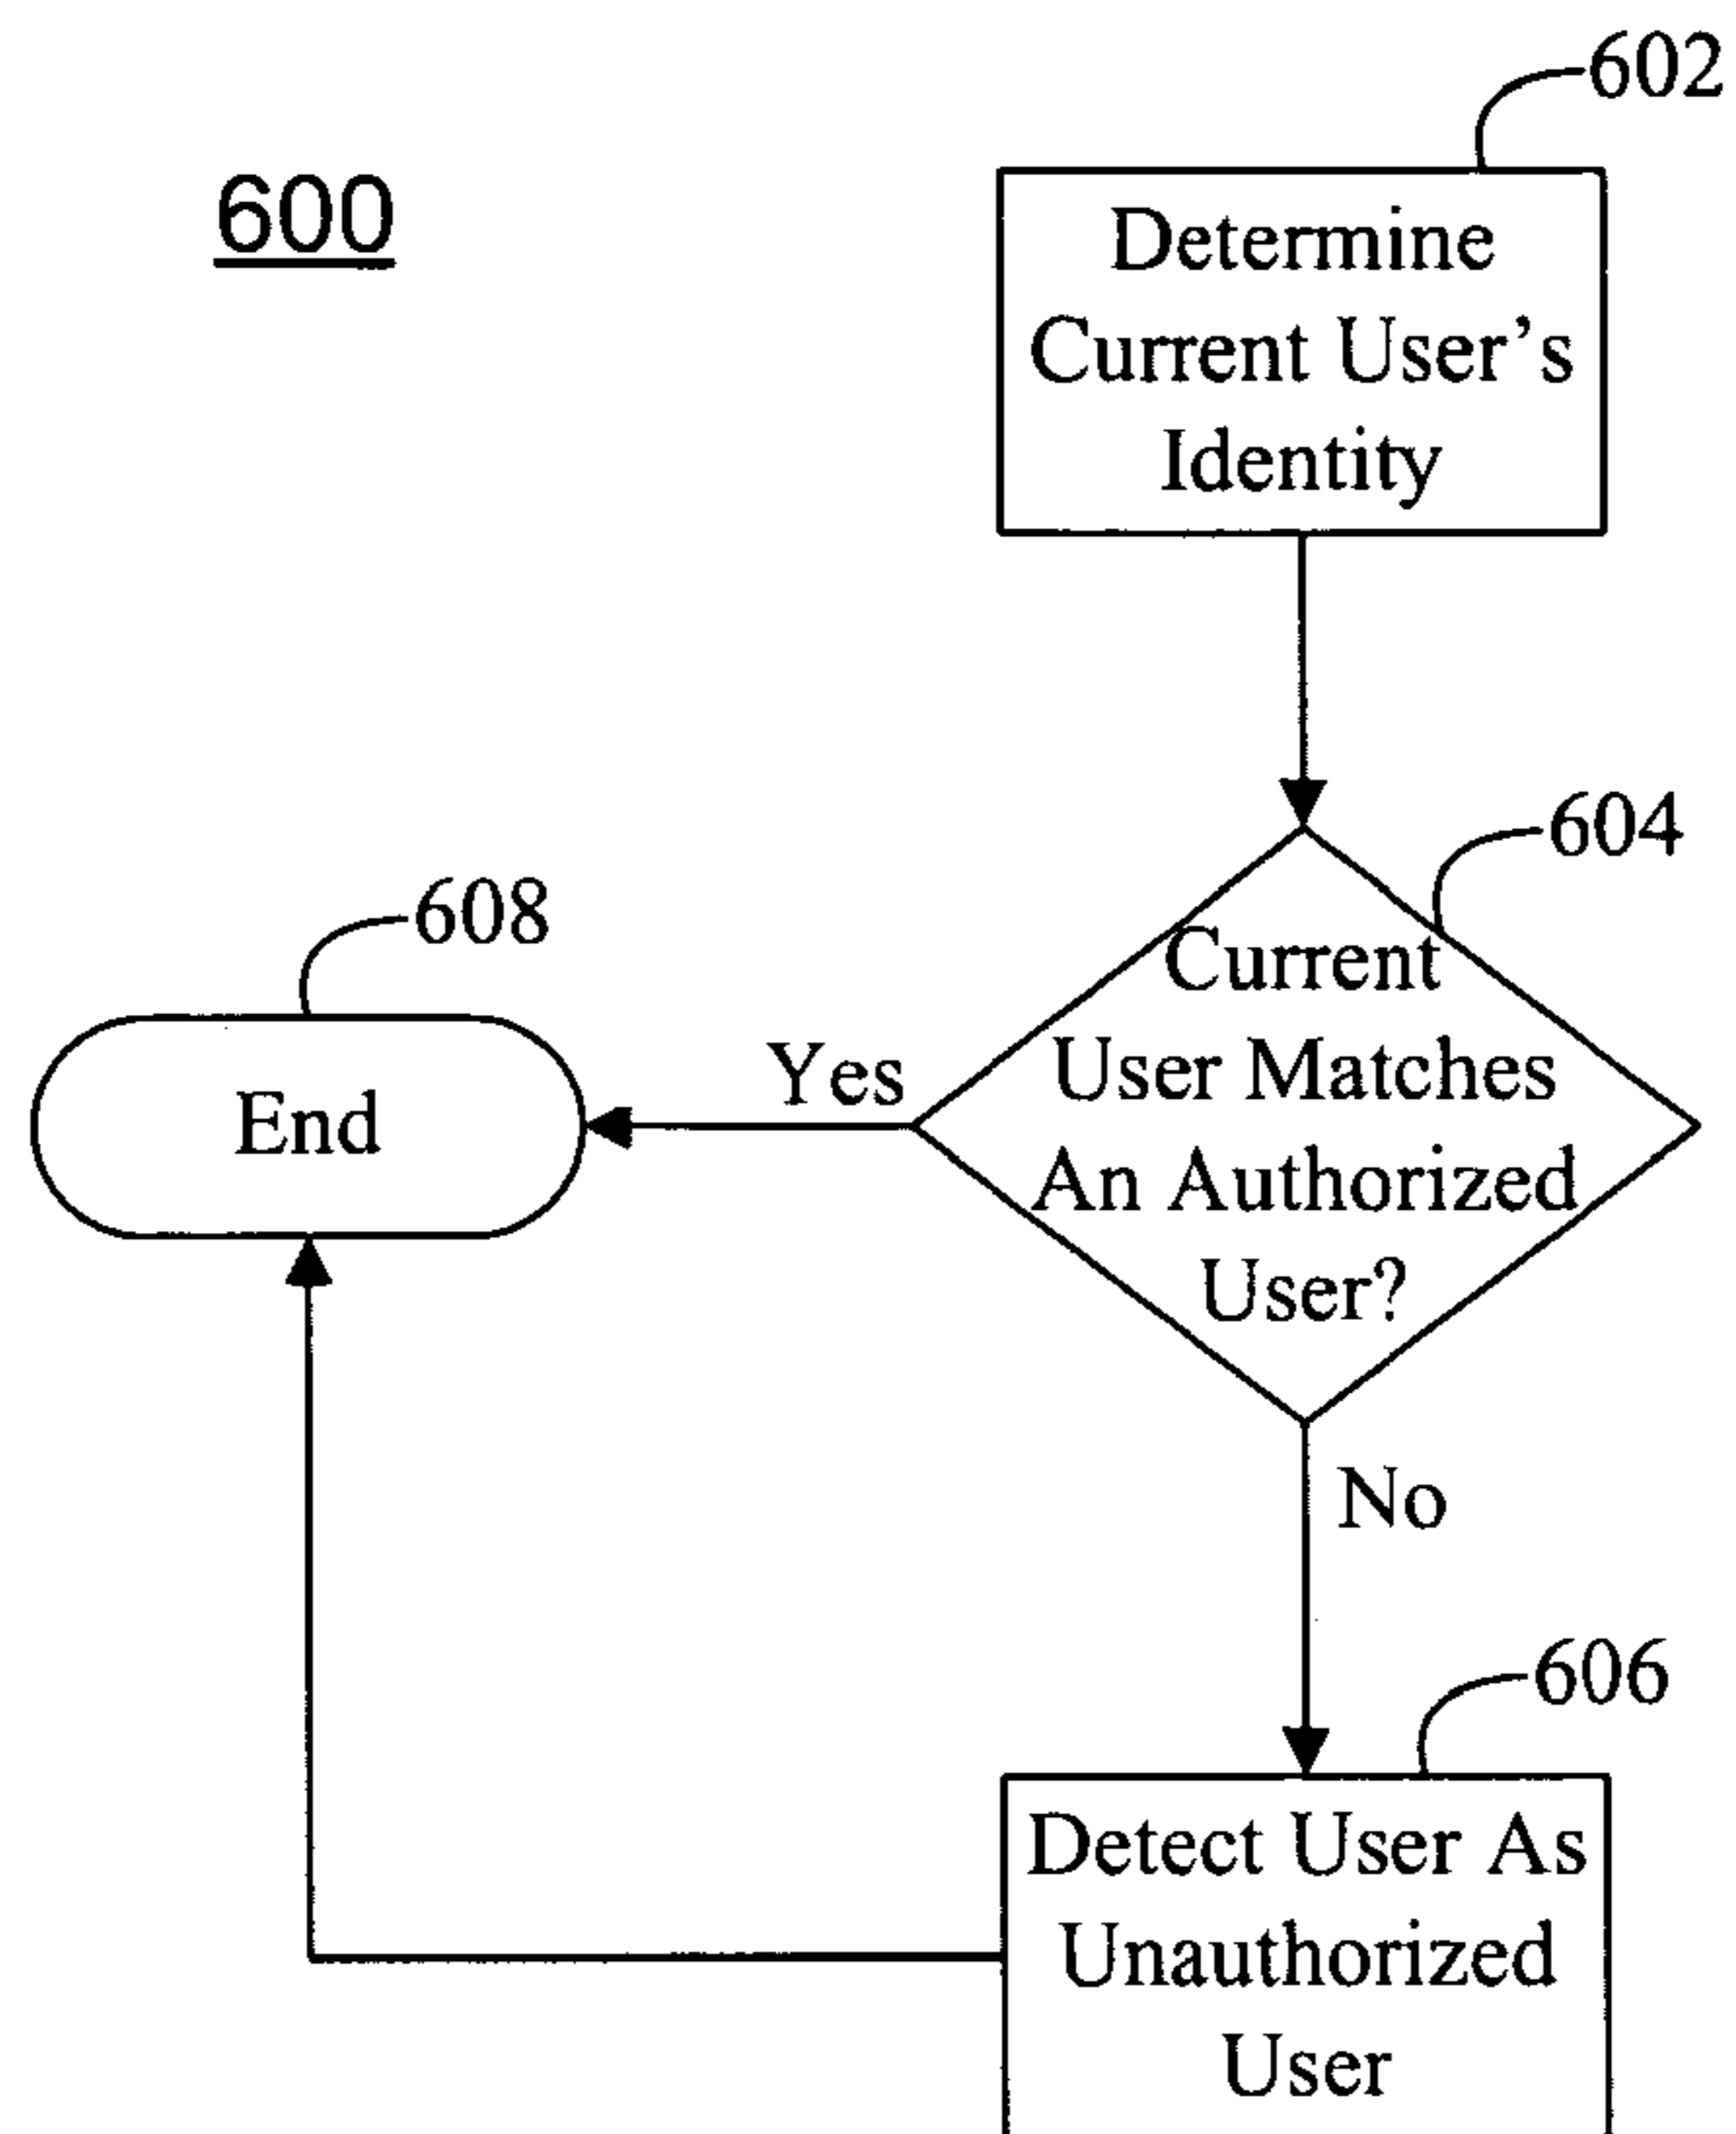 602
600
Determine
Current User’s
Identity
604
Current
User Matches
An Authorized
User?
608
End
Yes
No
606
Detect User As
Unauthorized
User